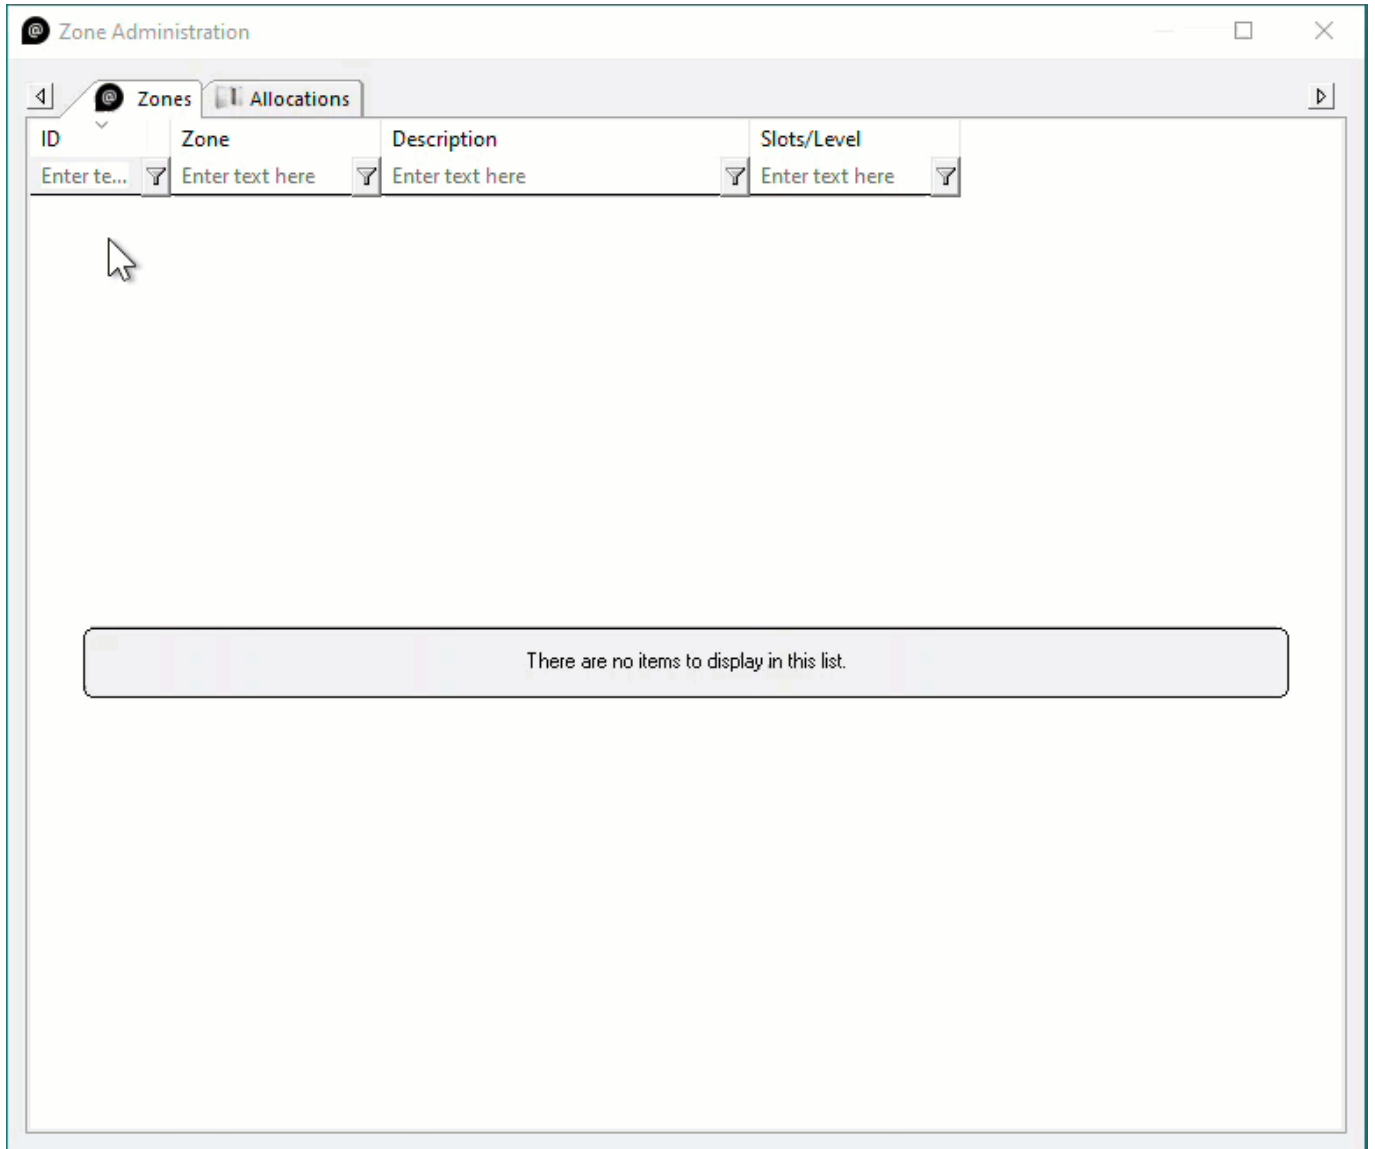 Zone Administration
Zones Allocations
ID Zone Description Slots/Level
Enter te... Enter text here Enter text here Enter text here
There are no items to display in this list.